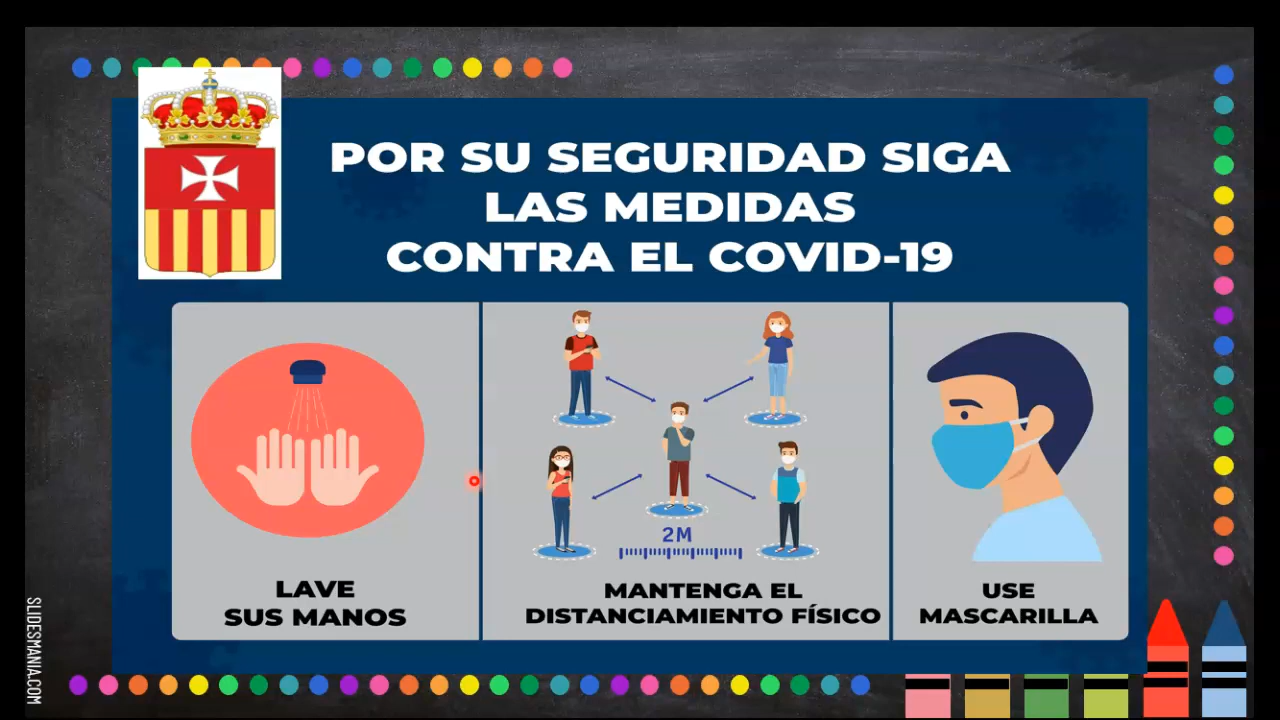 POR SU SEGURIDAD SIGA
LAS MEDIDAS
CONTRA EL COVID-19
2M
LAVE
SUS MANOS
MANTENGA EL
DISTANCIAMIENTO FÍSICO
USE
MASCARILLA
SLIDESMANIA.COM